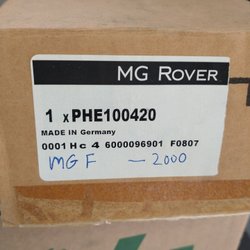 MG ROVER
1 x PHE100420
MADE IN Germany
0001 Hc 4 6000096901 F0807
MGF — 2000